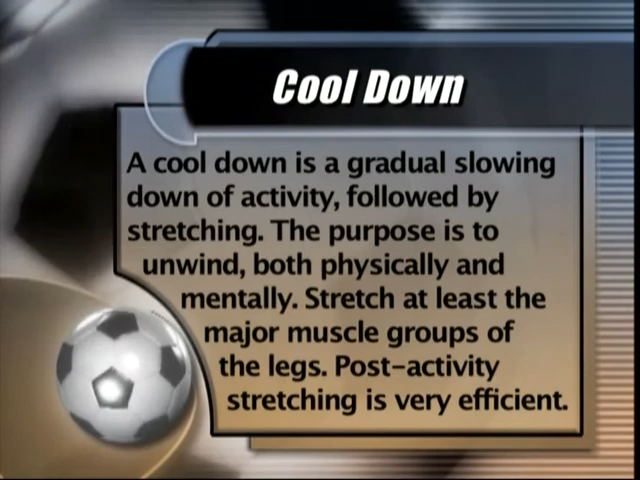 Cool Down
A cool down is a gradual slowing
down of activity, followed by
stretching. The purpose is to
unwind, both physically and
mentally. Stretch at least the
major muscle groups of
the legs. Post-activity
stretching is very efficient.